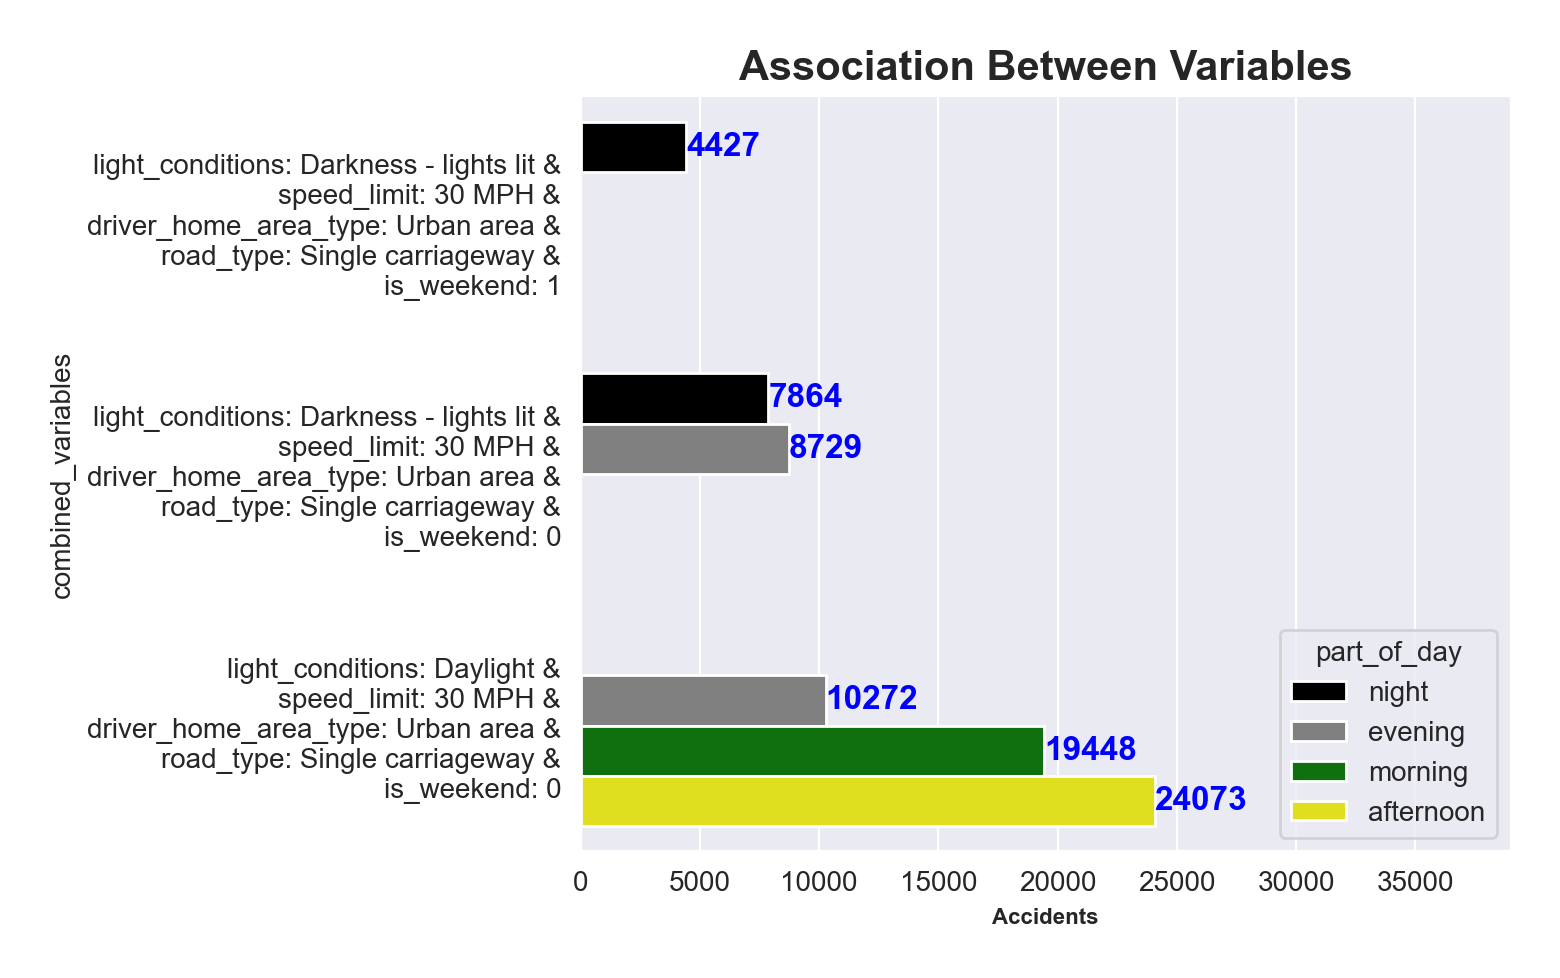 Association Between Variables
4427
light_conditions: Darkness - lights lit &
speed_limit: 30 MPH &
driver_home_area_type: Urban area &
road_type: Single carriageway &
is_weekend: 1
combined_variables
7864
light_conditions: Darkness - lights lit &
8729
speed_limit: 30 MPH &
driver_home_area_type: Urban area &
road_type: Single carriageway &
is_weekend: 0
light_conditions: Daylight &
speed_limit: 30 MPH &
driver_home_area_type: Urban area &
road_type: Single carriageway &
is_weekend: 0
10272
19448
24073
part_of_day
night
evening
morning
afternoon
0 5000 10000 15000 20000 25000 30000 35000
Accidents